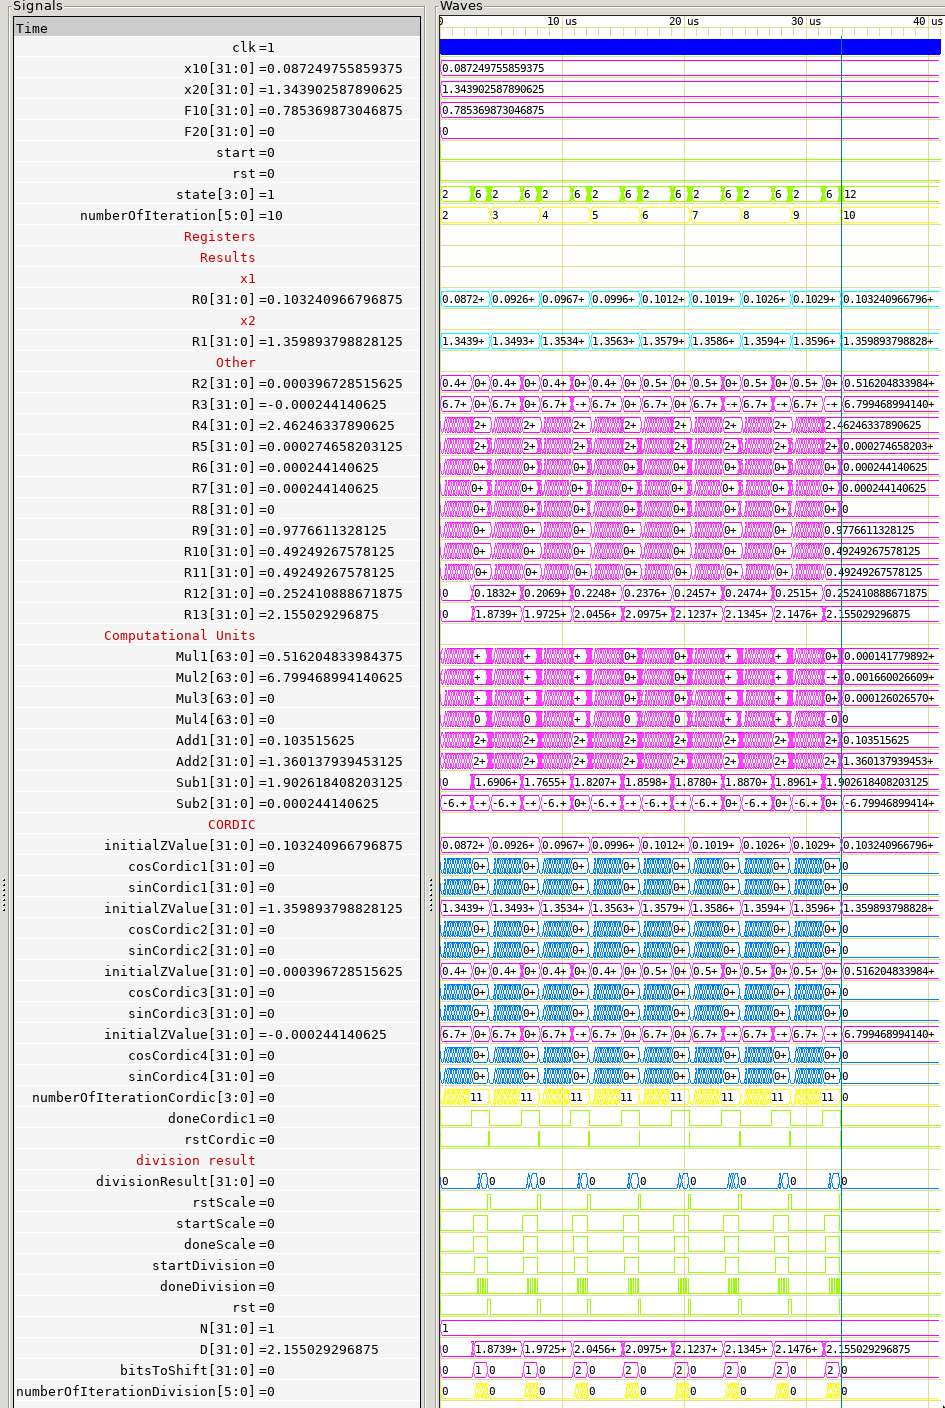 Signals Waves
Time 0 10 us 20 us 30 us 40 us
clk=1
x10[31:0]=0.087249755859375 0.087249755859375
x20[31:0]=1.343902587890625 1.343902587890625
F10[31:0]=0.785369873046875 0.785369873046875
F20[31:0]=0 0
start=0
rst=0
state[3:0]=1 2 6 2 6 2 6 2 6 2 6 2 6 2 6 2 6 12
numberOfIteration[5:0]=10 2 3 4 5 6 7 8 9 10
Registers
Results
x1
R0[31:0]=0.103240966796875 0.0872+ 0.0926+ 0.0967+ 0.0996+ 0.1012+ 0.1019+ 0.1026+ 0.1029+ 0.103240966796+
x2
R1[31:0]=1.359893798828125 1.3439+ 1.3493+ 1.3534+ 1.3563+ 1.3579+ 1.3586+ 1.3594+ 1.3596+ 1.359893798828+
Other
R2[31:0]=0.000396728515625 0.4+ 0+ 0.4+ 0+ 0.4+ 0+ 0.4+ 0+ 0.5+ 0+ 0.5+ 0+ 0.5+ 0+ 0.5+ 0+ 0.516204833984+
R3[31:0]=-0.000244140625 6.7+ 0+ 6.7+ 0+ 6.7+ -+ 6.7+ 0+ 6.7+ 0+ 6.7+ -+ 6.7+ -+ 6.7+ -+ 6.799468994140+
R4[31:0]=2.46246337890625 2+ 2+ 2+ 2+ 2+ 2+ 2+ 2.46246337890625
R5[31:0]=0.000274658203125 2+ 2+ 2+ 2+ 2+ 2+ 2+ 2+ 0.000274658203+
R6[31:0]=0.000244140625 0+ 0+ 0+ 0+ 0+ 0+ 0+ 0+ 0.000244140625
R7[31:0]=0.000244140625 0+ 0+ 0+ 0+ 0+ 0+ 0+ 0+ 0.000244140625
R8[31:0]=0 0+ 0+ 0+ 0+ 0+ 0+ 0+ 0+ 0
R9[31:0]=0.9776611328125 0+ 0+ 0+ 0+ 0+ 0+ 0+ 0.9776611328125
R10[31:0]=0.49249267578125 0+ 0+ 0+ 0+ 0+ 0+ 0+ 0.49249267578125
R11[31:0]=0.49249267578125 0+ 0+ 0+ 0+ 0+ 0+ 0+ 0.49249267578125
R12[31:0]=0.252410888671875 0 0.1832+ 0.2069+ 0.2248+ 0.2376+ 0.2457+ 0.2474+ 0.2515+ 0.252410888671875
R13[31:0]=2.155029296875 0 1.8739+ 1.9725+ 2.0456+ 2.0975+ 2.1237+ 2.1345+ 2.1476+ 2.155029296875
Computational Units
Mul1[63:0]=0.516204833984375 + + + 0+ 0+ + + 0+ 0.000141779892+
Mul2[63:0]=6.799468994140625 + + + + + + + -+ 0.001660026609+
Mul3[63:0]=0 + + + 0+ 0+ + + 0+ 0.000126026570+
Mul4[63:0]=0 0 0 + 0 0 + + -0 0
Add1[31:0]=0.103515625 2+ 2+ 2+ 2+ 2+ 2+ 2+ 2+ 0.103515625
Add2[31:0]=1.360137939453125 2+ 2+ 2+ 2+ 2+ 2+ 2+ 2+ 1.360137939453+
Sub1[31:0]=1.902618408203125 0 1.6906+ 1.7655+ 1.8207+ 1.8598+ 1.8780+ 1.8870+ 1.8961+ 1.902618408203125
Sub2[31:0]=0.000244140625 -6.+ -+ -6.+ -+ -6.+ 0+ -6.+ -+ -6.+ -+ -6.+ 0+ -6.+ 0+ -6.+ 0+ -6.79946899414+
CORDIC
initialZValue[31:0]=0.103240966796875 0.0872+ 0.0926+ 0.0967+ 0.0996+ 0.1012+ 0.1019+ 0.1026+ 0.1029+ 0.103240966796+
cosCordic1[31:0]=0 0+ 0+ 0+ 0+ 0+ 0+ 0+ 0+ 0
sinCordic1[31:0]=0 0+ 0+ 0+ 0+ 0+ 0+ 0+ 0+ 0
initialZValue[31:0]=1.359893798828125 1.3439+ 1.3493+ 1.3534+ 1.3563+ 1.3579+ 1.3586+ 1.3594+ 1.3596+ 1.359893798828+
cosCordic2[31:0]=0 0+ 0+ 0+ 0+ 0+ 0+ 0+ 0+ 0
sinCordic2[31:0]=0 0+ 0+ 0+ 0+ 0+ 0+ 0+ 0+ 0
initialZValue[31:0]=0.000396728515625 0.4+ 0+ 0.4+ 0+ 0.4+ 0+ 0.4+ 0+ 0.5+ 0+ 0.5+ 0+ 0.5+ 0+ 0.5+ 0+ 0.516204833984+
cosCordic3[31:0]=0 0+ 0+ 0+ 0+ 0+ 0+ 0+ 0+ 0
sinCordic3[31:0]=0 0+ 0+ 0+ 0+ 0+ 0+ 0+ 0+ 0
initialZValue[31:0]=-0.000244140625 6.7+ 0+ 6.7+ 0+ 6.7+ -+ 6.7+ 0+ 6.7+ 0+ 6.7+ -+ 6.7+ -+ 6.7+ -+ 6.799468994140+
cosCordic4[31:0]=0 0+ 0+ 0+ 0+ 0+ 0+ 0+ 0+ 0
sinCordic4[31:0]=0 0+ 0+ 0+ 0+ 0+ 0+ 0+ 0+ 0
numberOfIterationCordic[3:0]=0 11 11 11 11 11 11 11 11 0
doneCordic1=0
rstCordic=0
division result
divisionResult[31:0]=0 0 0 0 0 0 0 0 0 0
rstScale=0
startScale=0
doneScale=0
startDivision=0
doneDivision=0
rst=0
N[31:0]=1 1
D[31:0]=2.155029296875 0 1.8739+ 1.9725+ 2.0456+ 2.0975+ 2.1237+ 2.1345+ 2.1476+ 2.155029296875
bitsToShift[31:0]=0 0 1 0 1 0 2 0 2 0 2 0 2 0 2 0 2 0
numberOfIterationDivision[5:0]=0 0 0 0 0 0 0 0 0 0